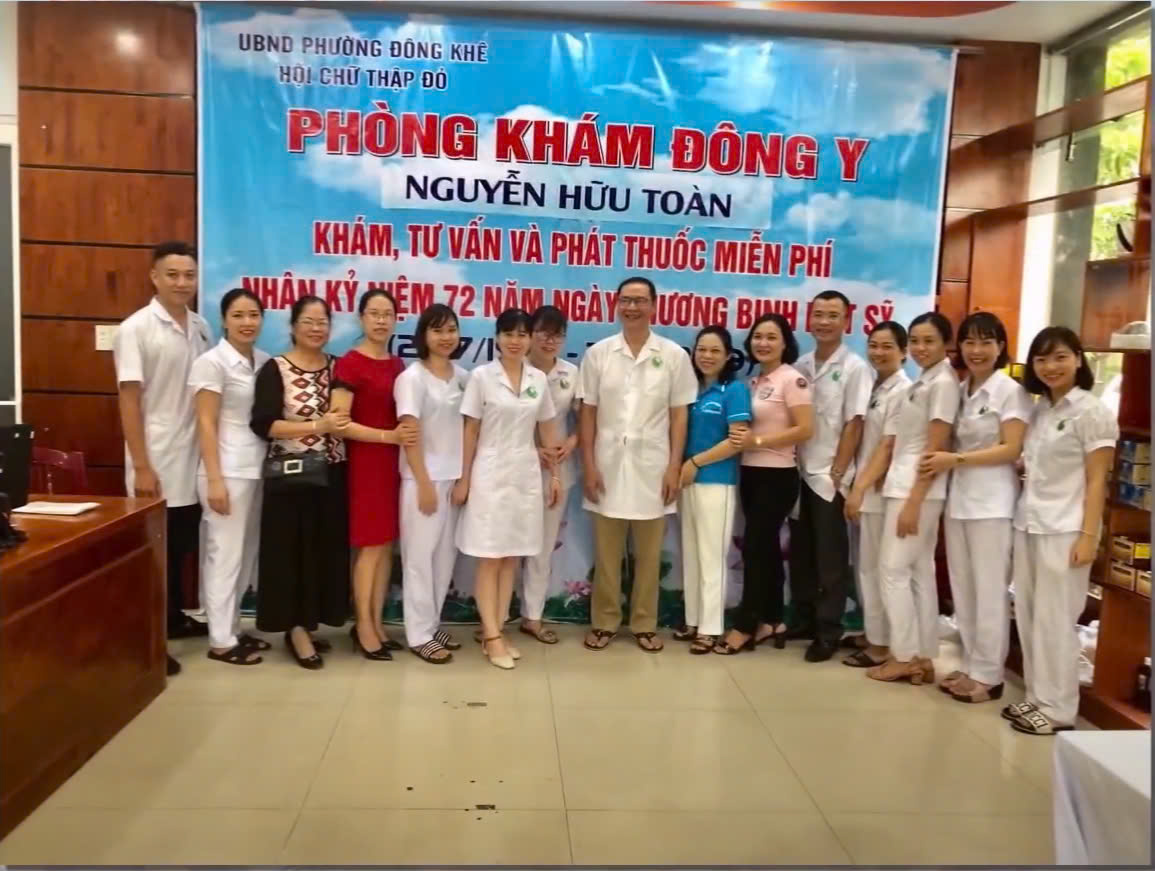 UBND PHƯỜNG ĐÔNG KHÊ
HỘI CHỮ THẬP ĐỎ
PHÒNG KHÁM ĐÔNG Y
NGUYỄN HỮU TOÀN
KHÁM, TƯ VẤN VÀ PHÁT THUỐC MIỄN PHÍ
NHÂN KỶ NIỆM 72 NĂM NGÀY SỸ